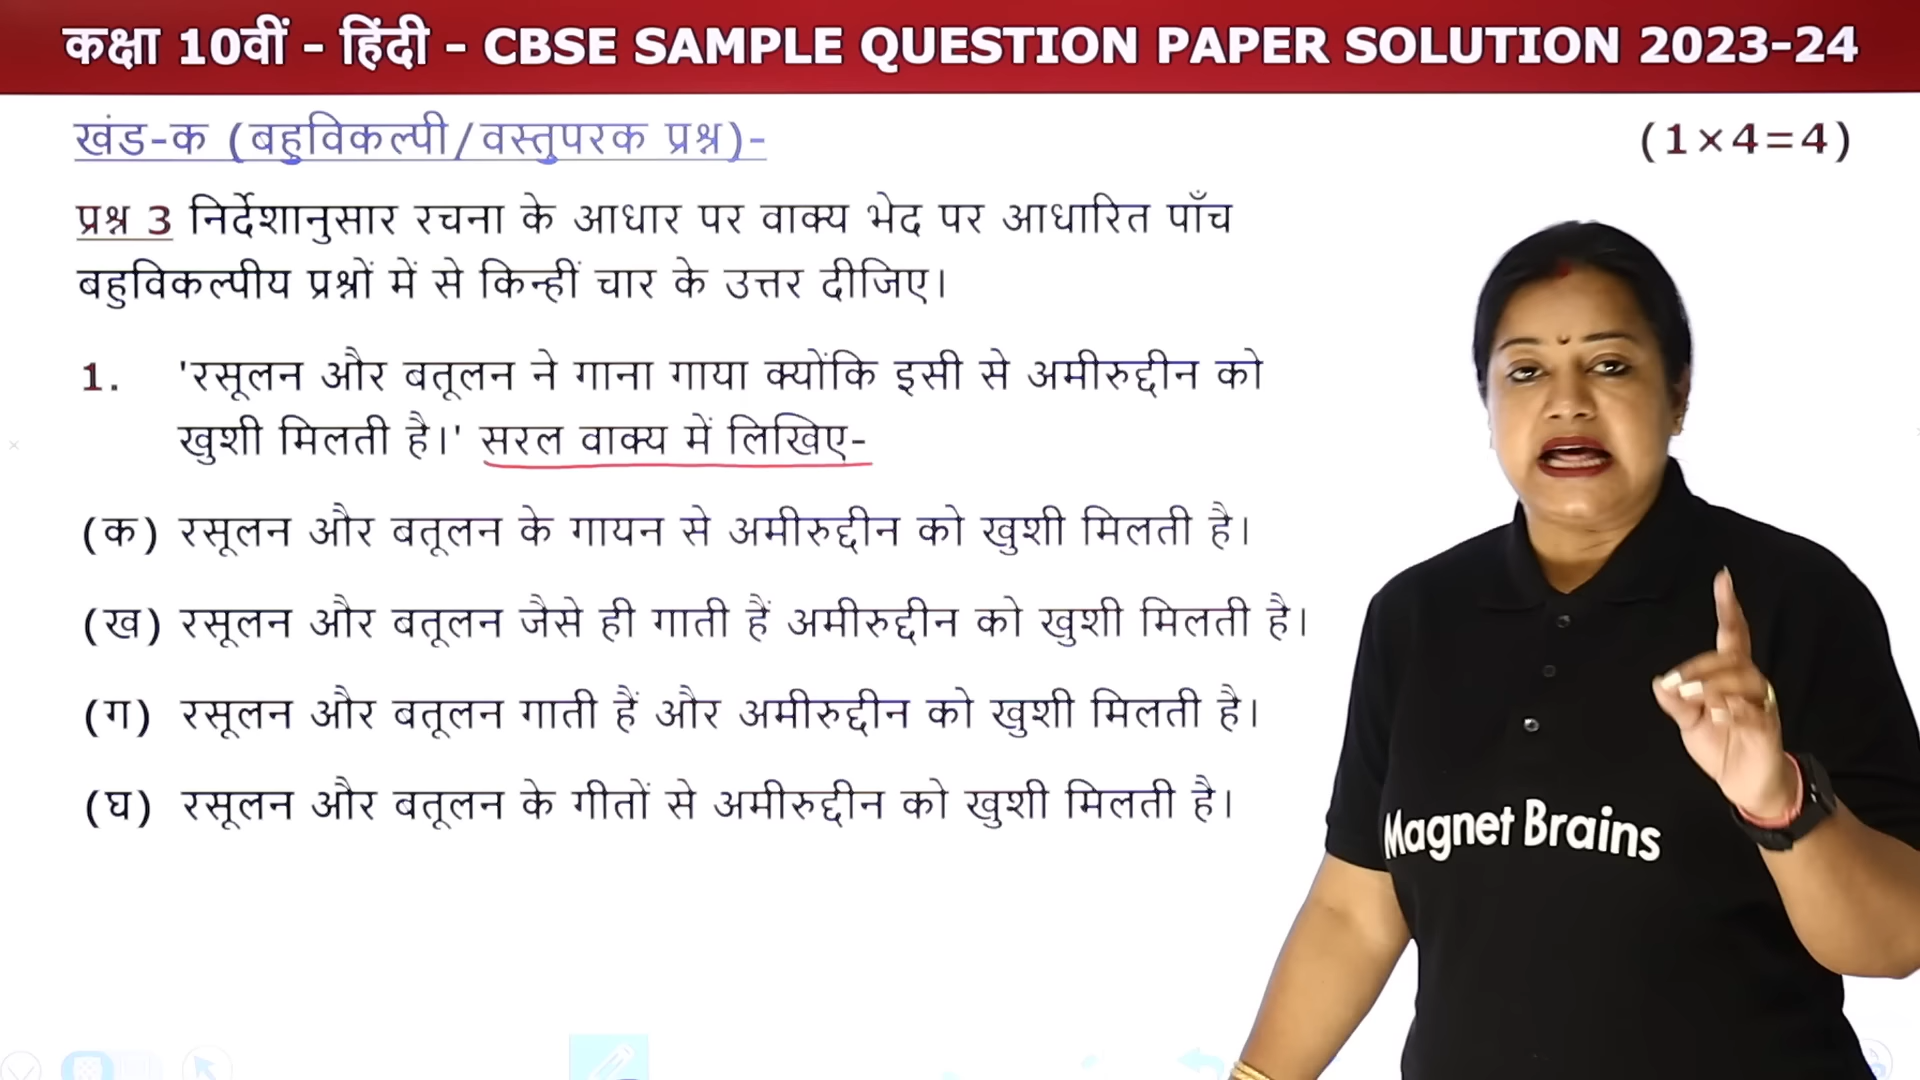 कक्षा 10वीं - हिंदी - CBSE SAMPLE QUESTION PAPER SOLUTION 2023-24
खंड-क (बहुविकल्पी/वस्तुपरक प्रश्न)- (1×4=4)
प्रश्न 3 निर्देशानुसार रचना के आधार पर वाक्य भेद पर आधारित पाँच
बहुविकल्पीय प्रश्नों में से किन्हीं चार के उत्तर दीजिए।
1. 'रसूलन और बतूलन ने गाना गाया क्योंकि इसी से अमीरुद्दीन को
खुशी मिलती है।' सरल वाक्य में लिखिए-
(क) रसूलन और बतूलन के गायन से अमीरुद्दीन को खुशी मिलती है।
(ख) रसूलन और बतूलन जैसे ही गाती हैं अमीरुद्दीन को खुशी मिलती है।
(ग) रसूलन और बतूलन गाती हैं और अमीरुद्दीन को खुशी मिलती है।
(घ) रसूलन और बतूलन के गीतों से अमीरुद्दीन को खुशी मिलती है।
Magnet Brains